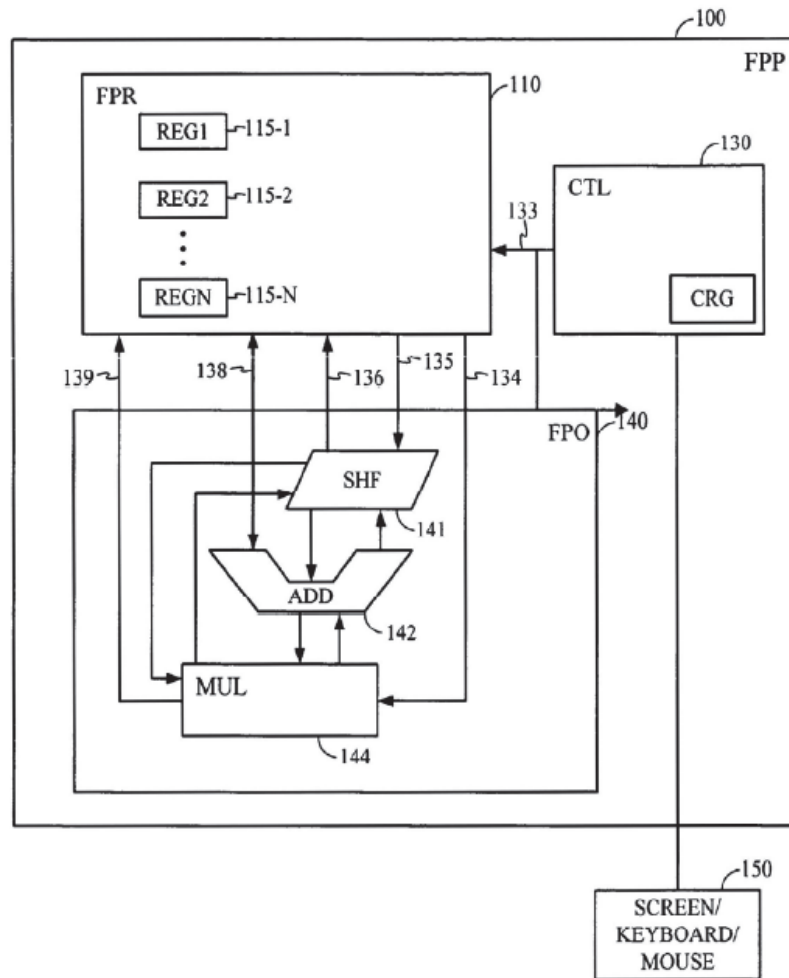 100
FPP
FPR
110
REG1
115-1
REG2
115-2
REGN
115-N
130
CTL
133
CRG
139
138
136
135
134
FPO
140
SHF
141
ADD
142
MUL
144
150
SCREEN/
KEYBOARD/
MOUSE